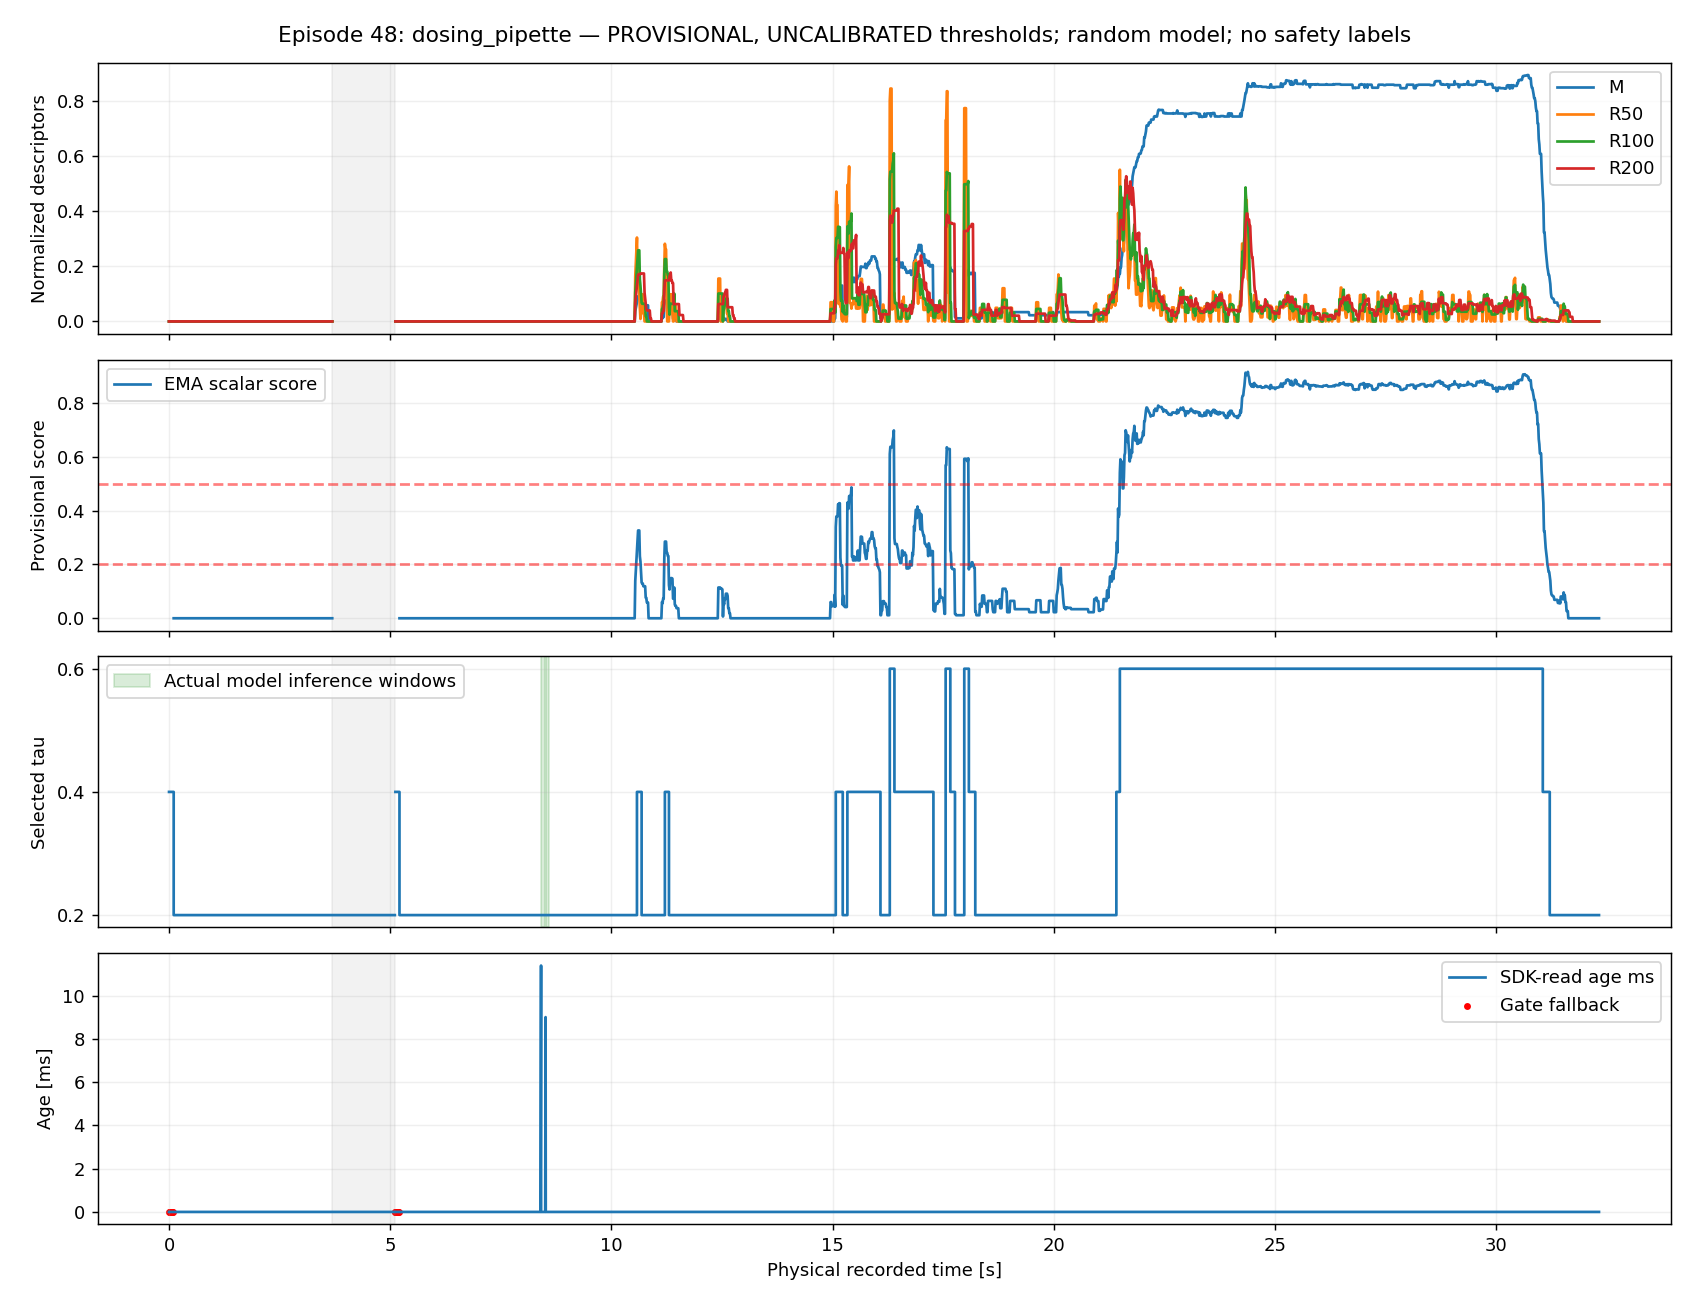 Episode 48: dosing_pipette — PROVISIONAL, UNCALIBRATED thresholds; random model; no safety labels
Normalized descriptors
0.8
0.6
0.4
0.2
0.0
M
R50
R100
R200
Provisional score
0.8
0.6
0.4
0.2
0.0
EMA scalar score
Selected tau
0.6
0.4
0.2
Actual model inference windows
Age [ms]
10
8
6
4
2
0
SDK-read age ms
Gate fallback
0 5 10 15 20 25 30
Physical recorded time [s]